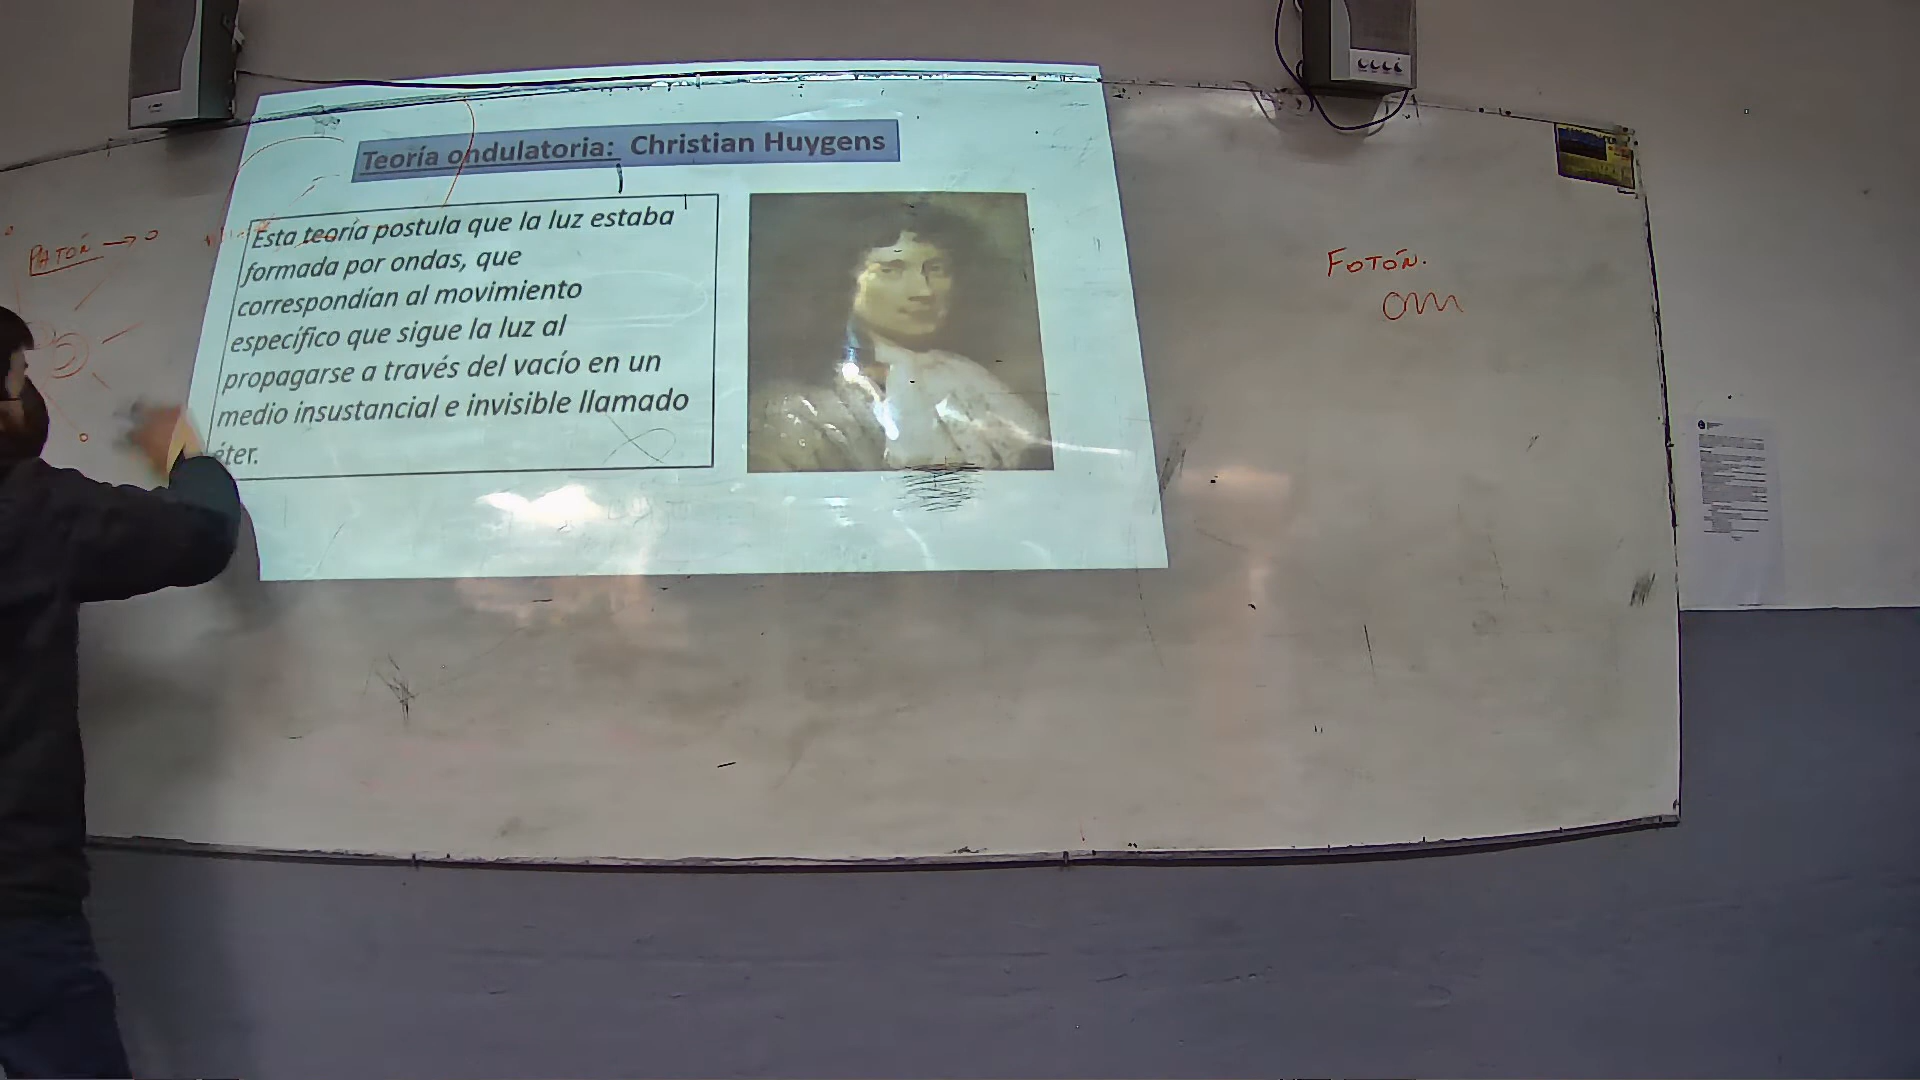 Teoría ondulatoria: Christian Huygens
Esta teoría postula que la luz estaba
formada por ondas, que
correspondían al movimiento
específico que sigue la luz al
propagarse a través del vacío en un
medio insustancial e invisible llamado
éter.
FOTÓN.